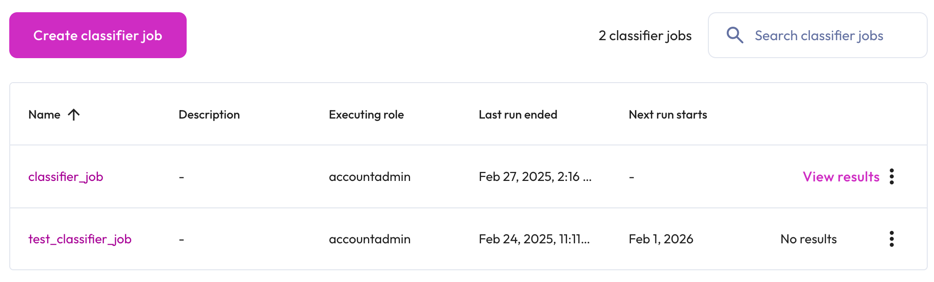 Create classifier job
2 classifier jobs
Search classifier jobs
Name Description Executing role Last run ended Next run starts
classifier_job - accountadmin Feb 27, 2025, 2:16 ... - View results
test_classifier_job - accountadmin Feb 24, 2025, 11:11... Feb 1, 2026 No results